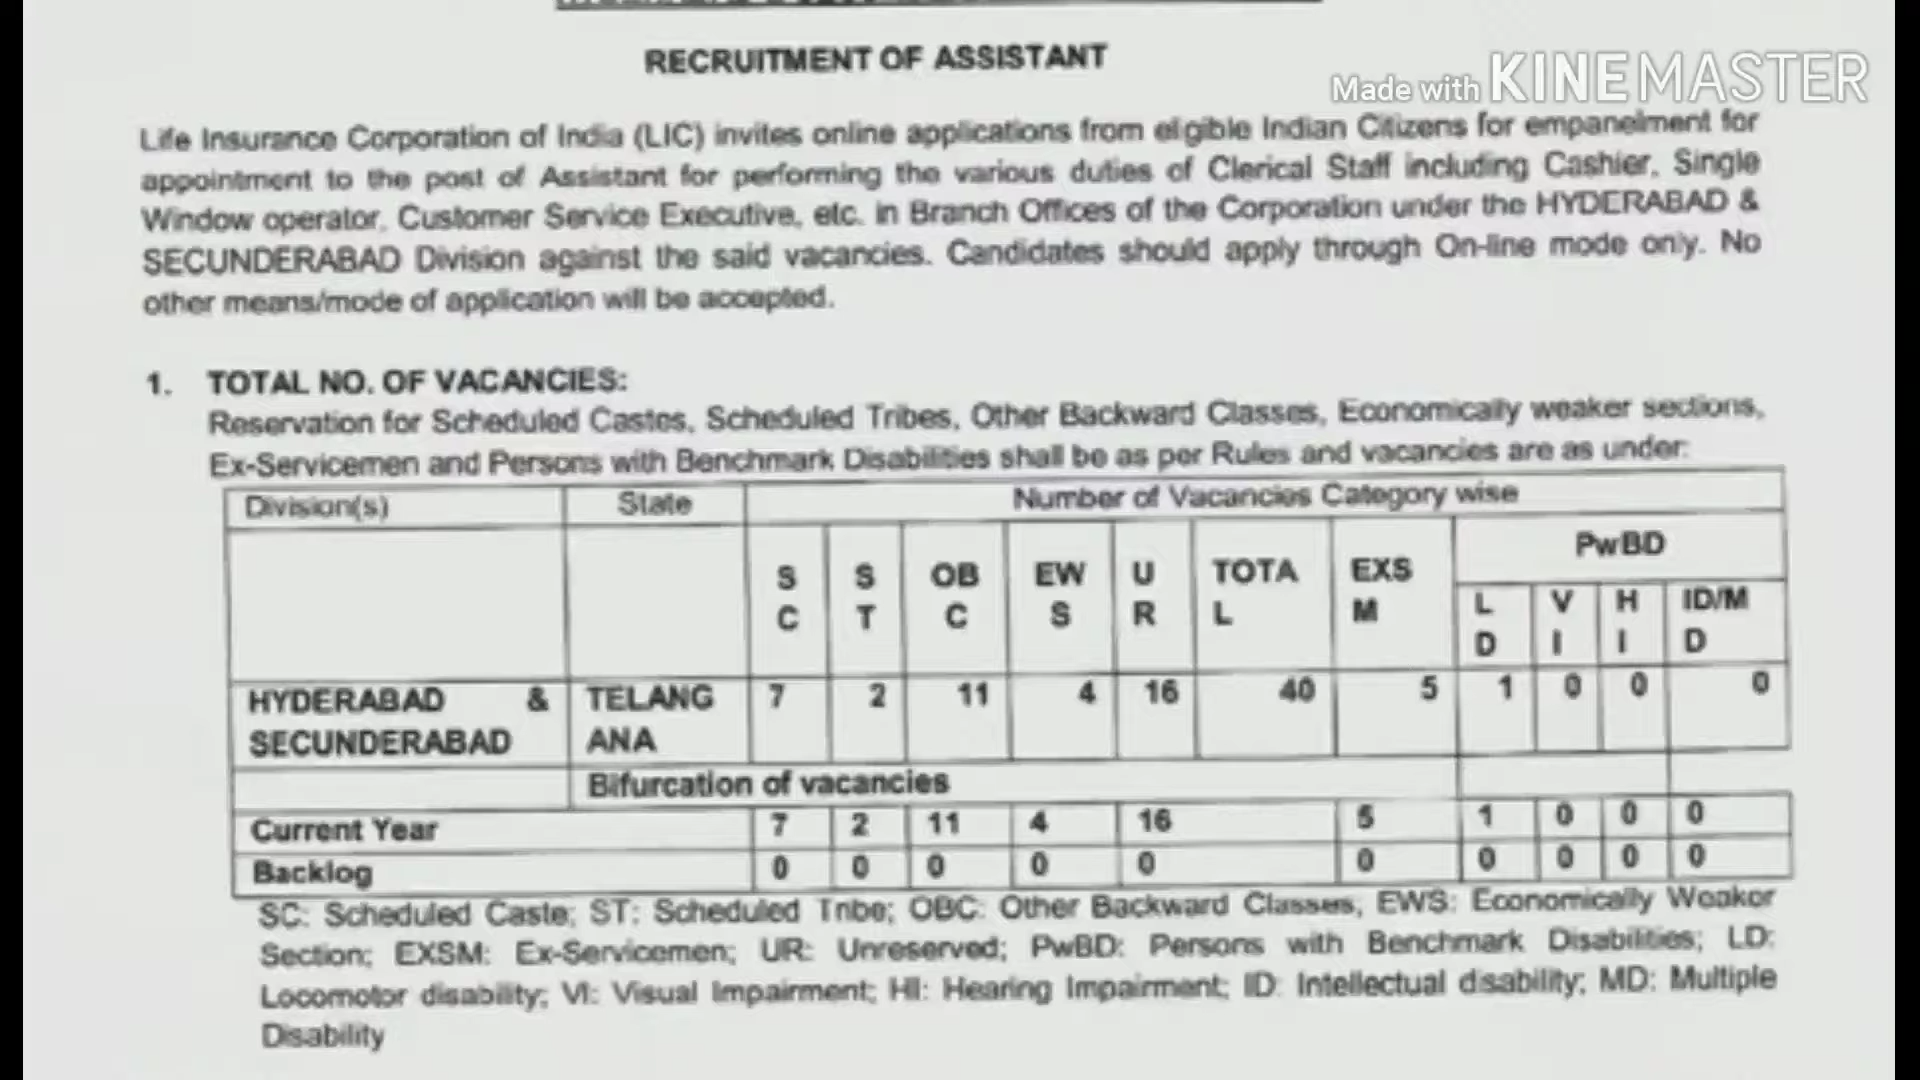 RECRUITMENT OF ASSISTANT
Made with KINEMASTER
Life Insurance Corporation of India (LIC) invites online applications from eligible Indian Citizens for empanelment for
appointment to the post of Assistant for performing the various duties of Clerical Staff including Cashier, Single
Window operator, Customer Service Executive, etc. in Branch Offices of the Corporation under the HYDERABAD &
SECUNDERABAD Division against the said vacancies. Candidates should apply through On-line mode only. No
other means/mode of application will be accepted.
1. TOTAL NO. OF VACANCIES:
Reservation for Scheduled Castes, Scheduled Tribes, Other Backward Classes, Economically weaker sections,
Ex-Servicemen and Persons with Benchmark Disabilities shall be as per Rules and vacancies are as under:
Division(s) State Number of Vacancies Category wise
PwBD
S S OB EW U TOTA EXS
C T C S R L M
L V H ID/M
D I I D
HYDERABAD & TELANG 7 2 11 4 16 40 5 1 0 0 0
SECUNDERABAD ANA
Bifurcation of vacancies
Current Year 7 2 11 4 16 5 1 0 0 0
Backlog 0 0 0 0 0 0 0 0 0 0
SC: Scheduled Caste; ST: Scheduled Tribe; OBC: Other Backward Classes; EWS: Economically Weaker
Section; EXSM: Ex-Servicemen; UR: Unreserved; PwBD: Persons with Benchmark Disabilities; LD:
Locomotor disability; VI: Visual Impairment; HI: Hearing Impairment; ID: Intellectual disability; MD: Multiple
Disability